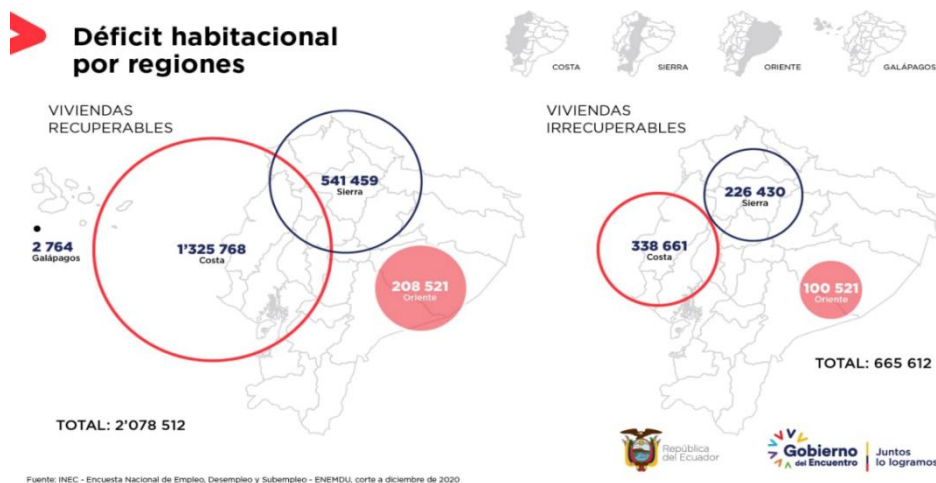 Déficit habitacional
por regiones
COSTA
SIERRA
ORIENTE
GALÁPAGOS
VIVIENDAS
RECUPERABLES
541 459
Sierra
2 764
Galápagos
1'325 768
Costa
208 521
Oriente
TOTAL: 2'078 512
VIVIENDAS
IRRECUPERABLES
226 430
Sierra
338 661
Costa
100 521
Oriente
TOTAL: 665 612
República
del Ecuador
Gobierno
del Encuentro
Juntos
lo logramos
Fuente: INEC - Encuesta Nacional de Empleo, Desempleo y Subempleo - ENEMDU, corte a diciembre de 2020